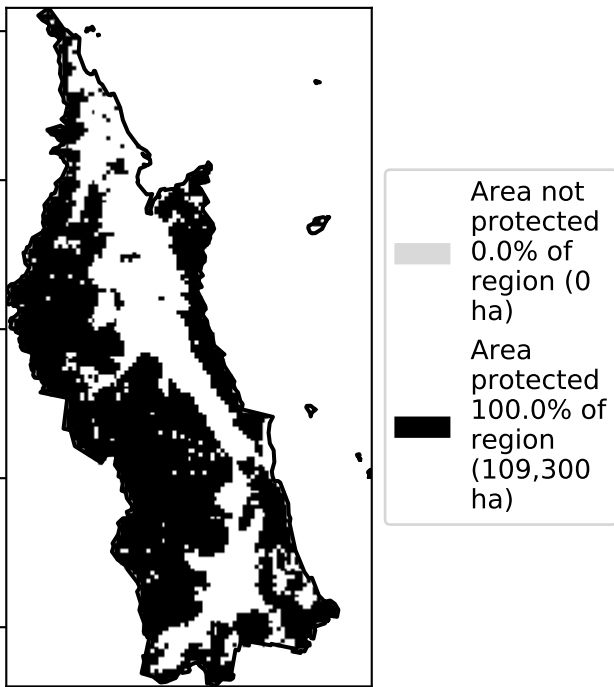 Area not
protected
0.0% of
region (0
ha)
Area
protected
100.0% of
region
(109,300
ha)